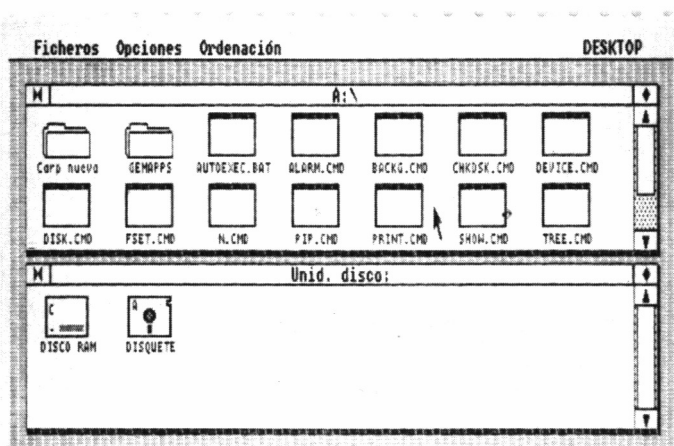 Ficheros Opciones Ordenación DESKTOP
A:\
Carp nueva GEMAPPS AUTOEXEC.BAT ALARM.CMD BACKG.CMD CHKDSK.CMD DEVICE.CMD
DISK.CMD FSET.CMD N.CMD PIP.CMD PRINT.CMD SHOW.CMD TREE.CMD
Unid. disco:
C A
DISCO RAM DISQUETE